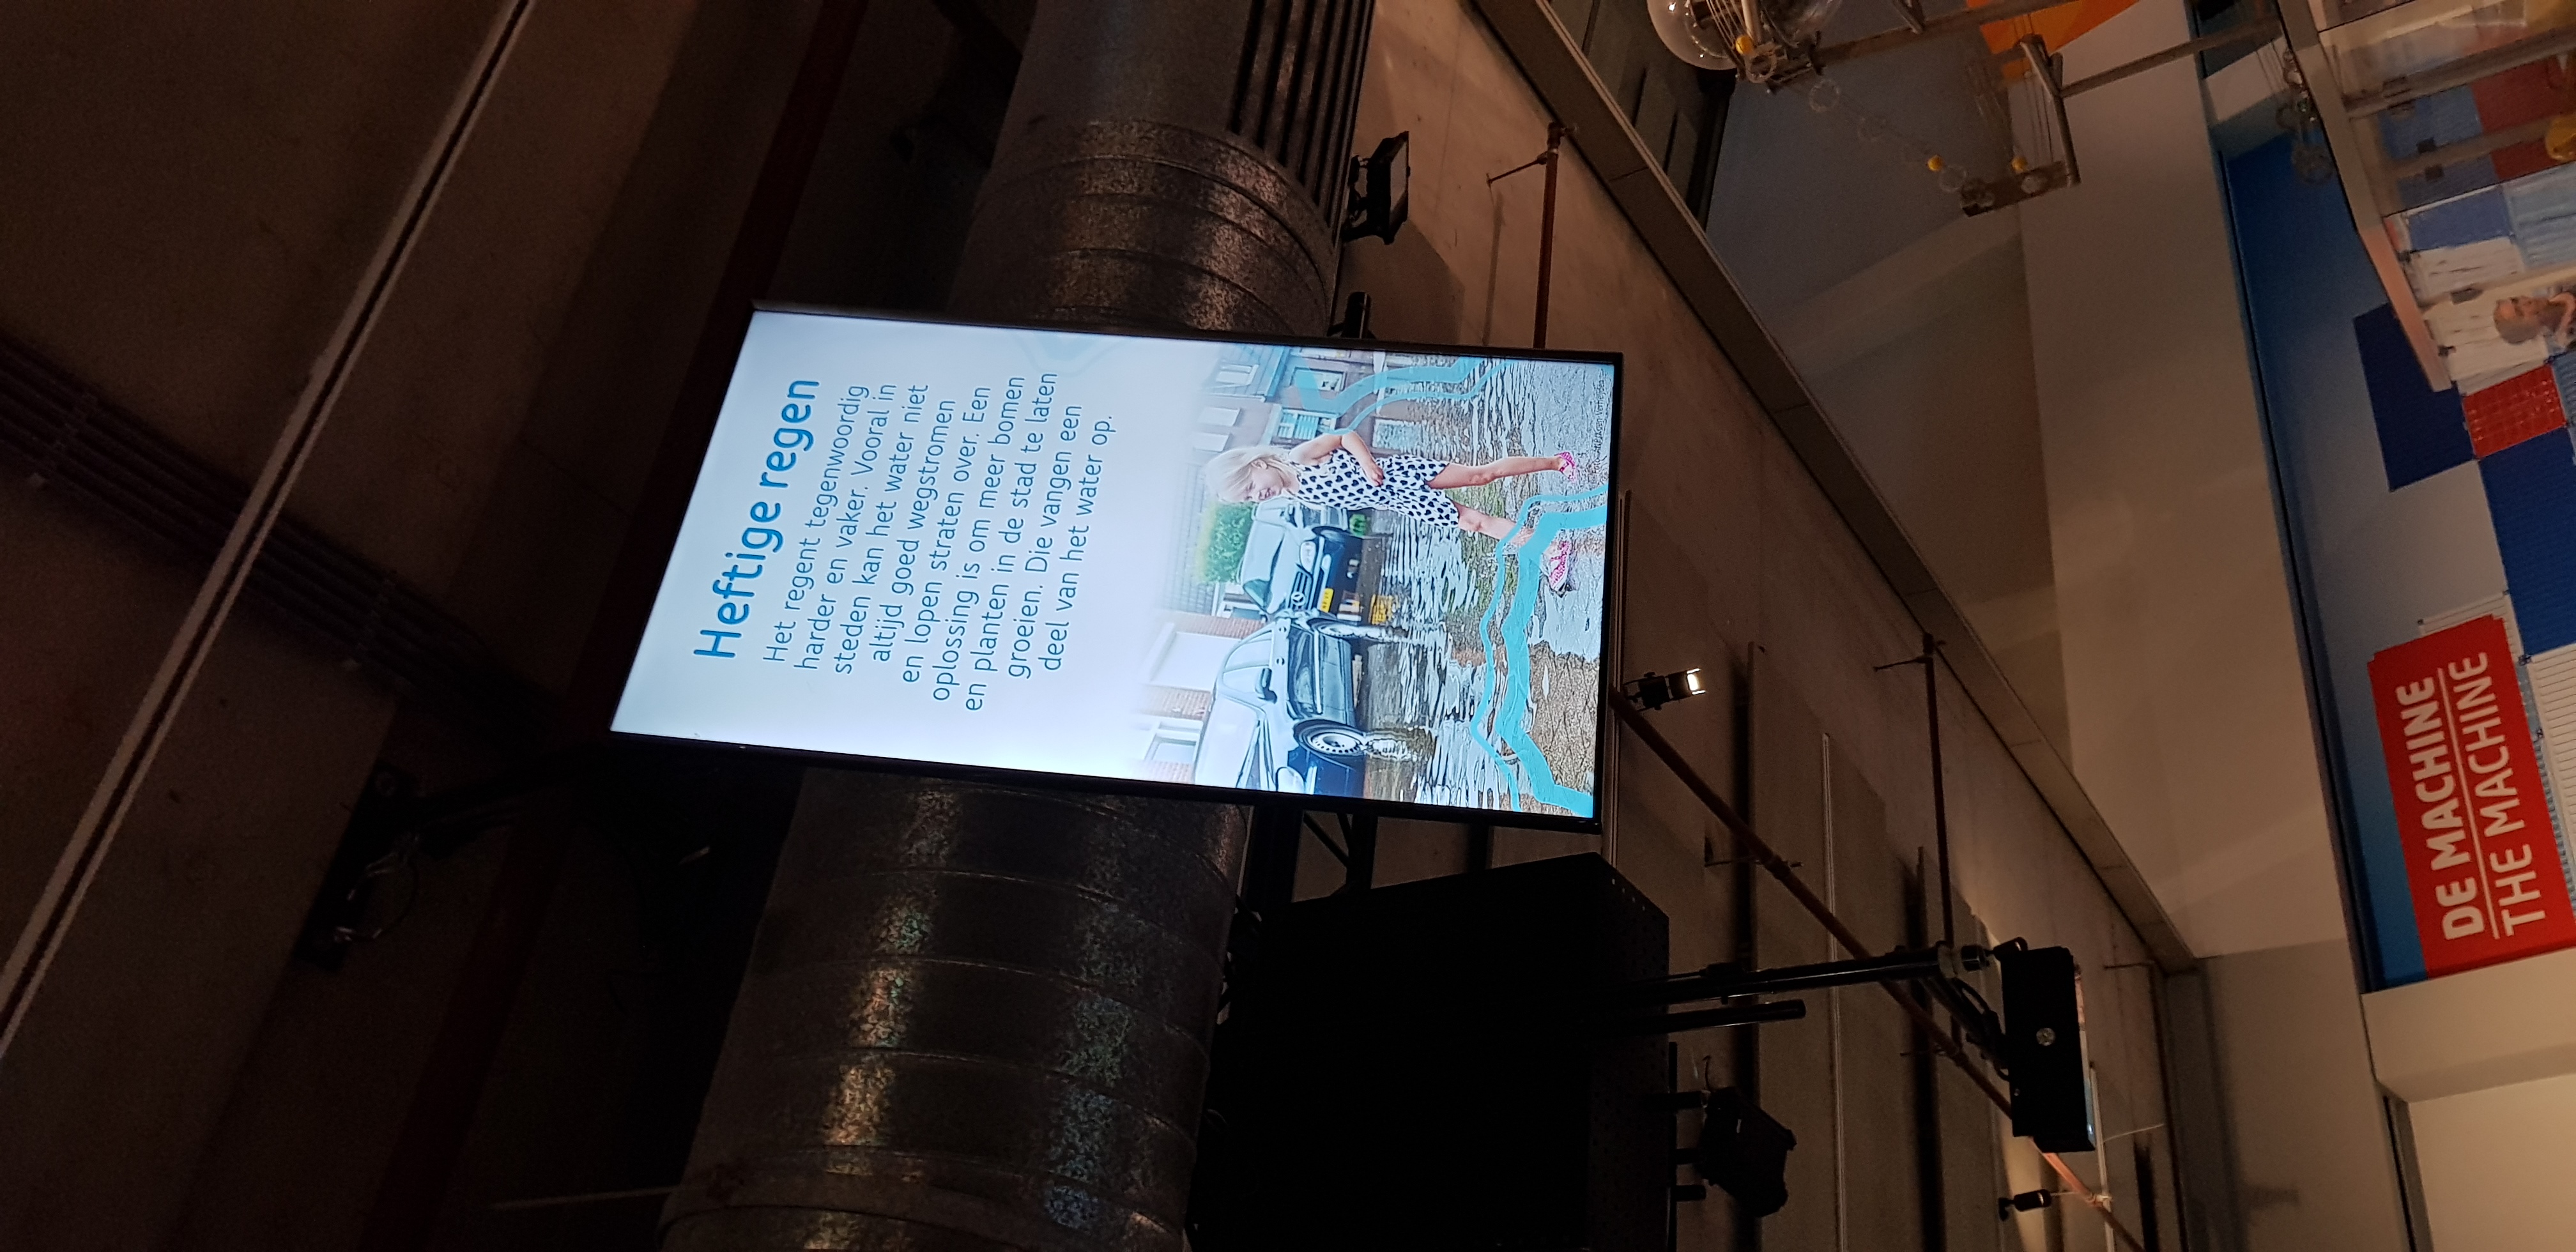 Heftige regen
Het regent tegenwoordig
harder en vaker. Vooral in
steden kan het water niet
altijd goed wegstromen
en lopen straten over. Een
oplossing is om meer bomen
en planten in de stad te laten
groeien. Die vangen een
deel van het water op.
DE MACHINE
THE MACHINE